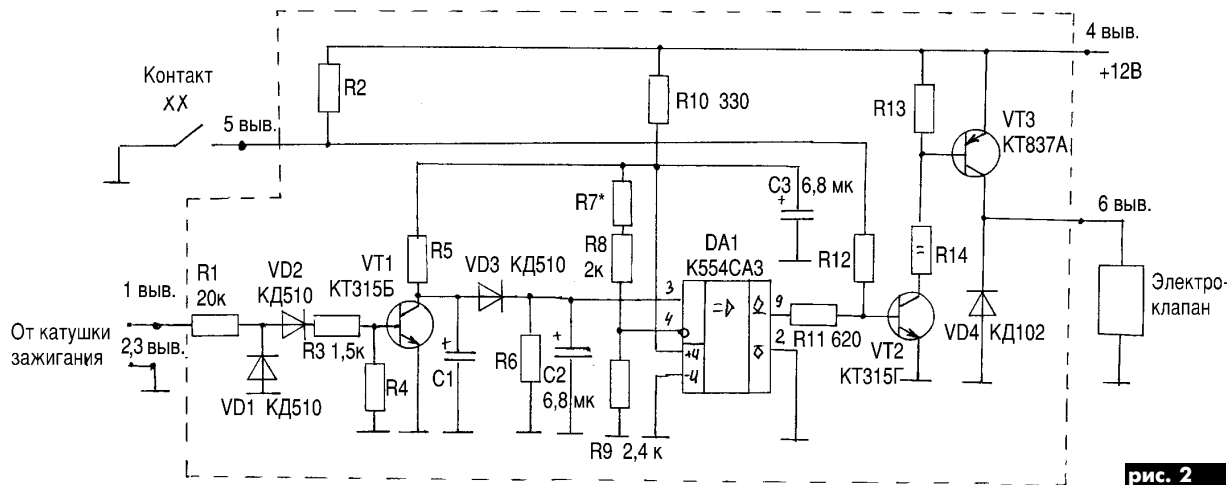 4 выв.
+12В
Контакт
ХХ
R2
R10 330
R13
VT3
КТ837А
5 выв.
C3
+
6,8 мк
R7*
6 выв.
R5
R8
2к
DA1
К554СА3
R12
R14
Электро-
клапан
R1
20к
VD2
КД510
VT1
КТ315Б
VD3 КД510
1 выв.
3
4
9
2
+U
-U
От катушки
зажигания
2,3 выв.
R3 1,5к
R4
+
C1
R6
+
C2
6,8 мк
R11 620
VT2
КТ315Г
VD4
КД102
VD1 КД510
R9 2,4 к
рис. 2